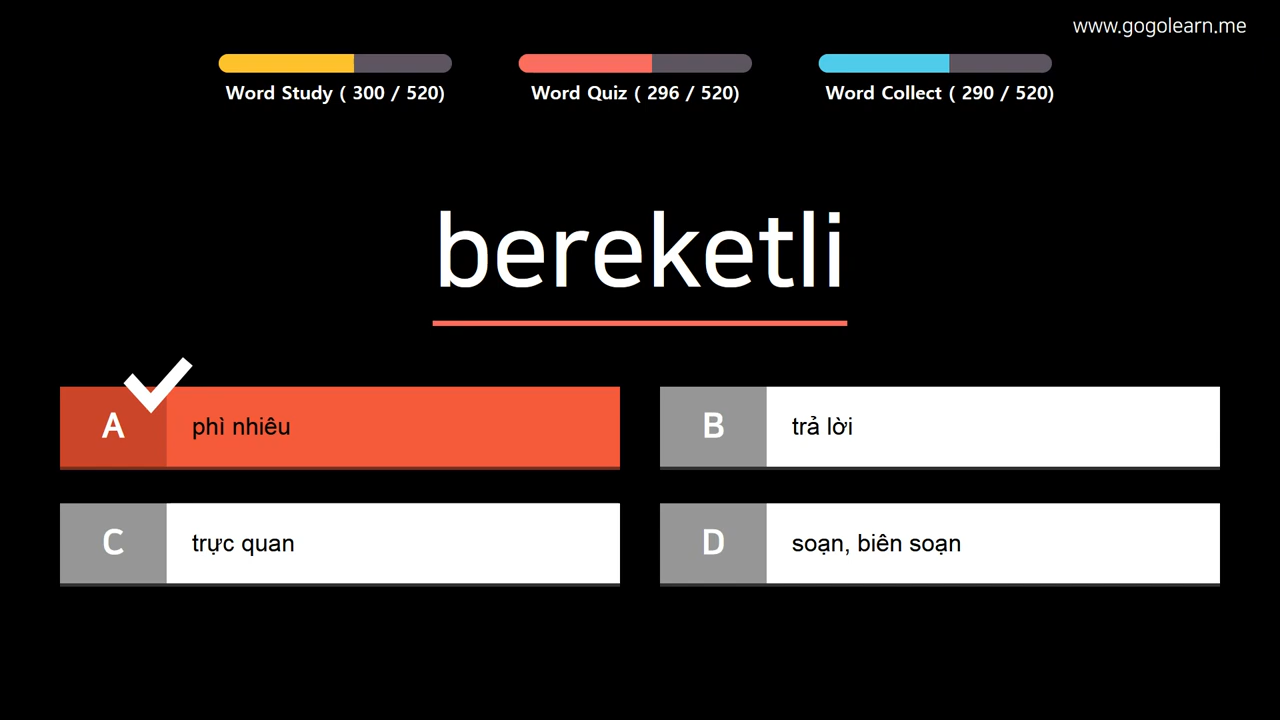 www.gogolearn.me
Word Study ( 300 / 520)
Word Quiz ( 296 / 520)
Word Collect ( 290 / 520)
bereketli
A phì nhiêu
B trả lời
C trực quan
D soạn, biên soạn